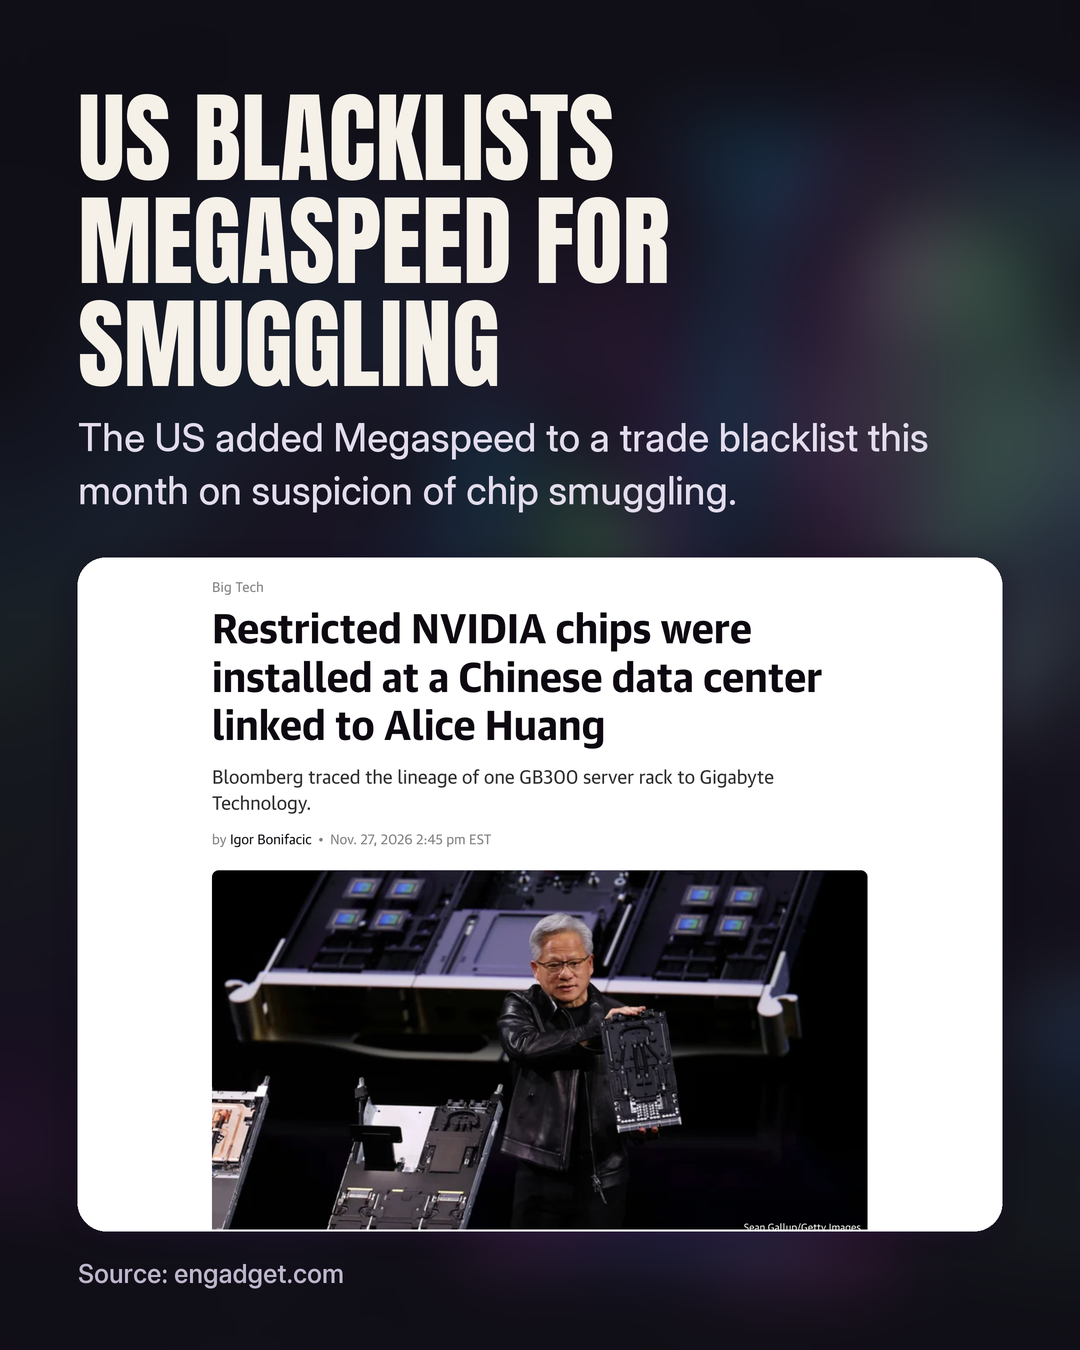 US BLACKLISTS
MEGASPEED FOR
SMUGGLING
The US added Megaspeed to a trade blacklist this
month on suspicion of chip smuggling.
Big Tech
Restricted NVIDIA chips were
installed at a Chinese data center
linked to Alice Huang
Bloomberg traced the lineage of one GB300 server rack to Gigabyte
Technology.
by Igor Bonifacic • Nov. 27, 2026 2:45 pm EST
Sean Gallup/Getty Images
Source: engadget.com